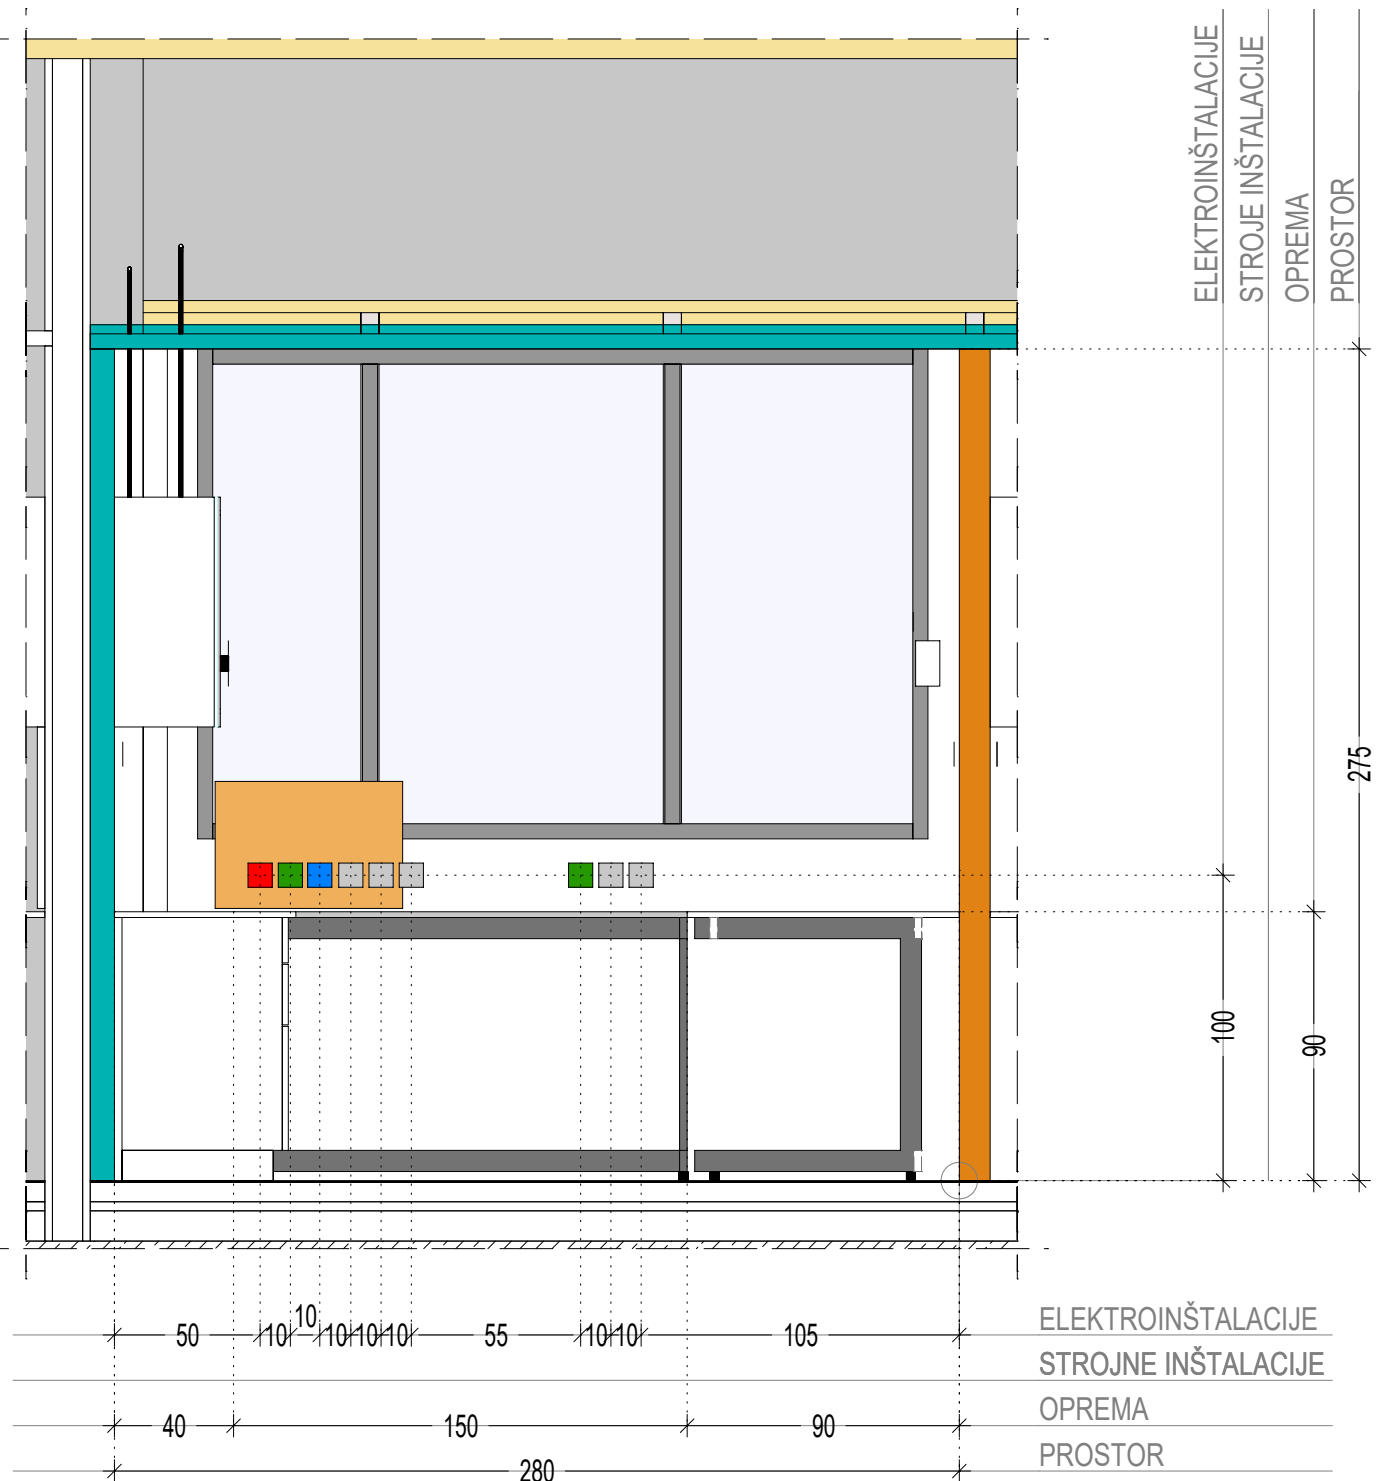 ELEKTROINŠTALACIJE
STROJE INŠTALACIJE
OPREMA
PROSTOR
275
100
90
50 10 10 10 10 10 55 10 10 105 ELEKTROINŠTALACIJE
STROJNE INŠTALACIJE
40 150 90 OPREMA
280 PROSTOR